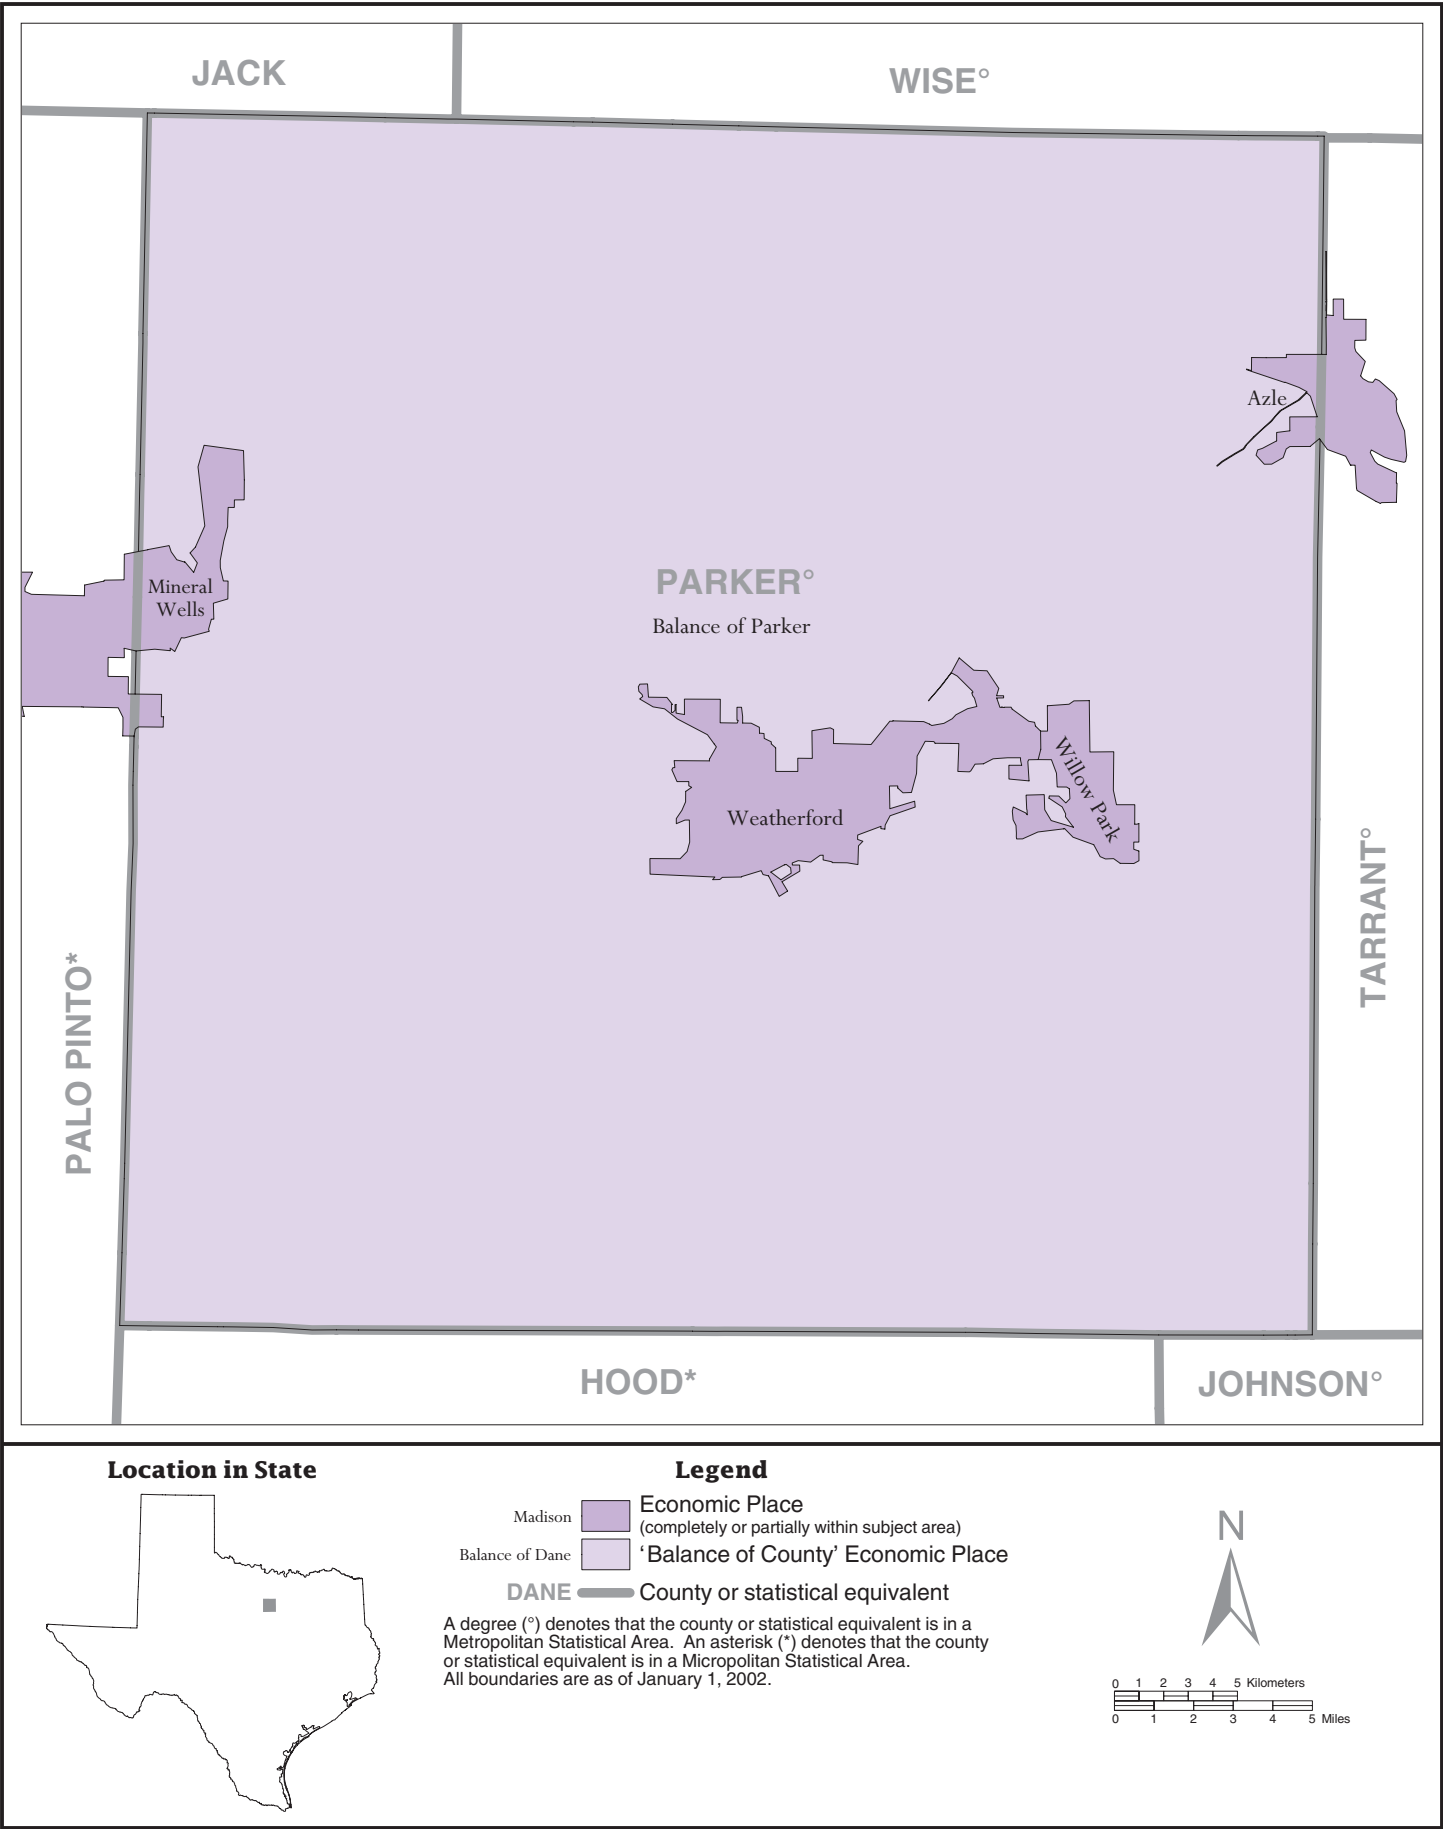 JACK
WISE°
Azle
Mineral
Wells
PARKER°
Balance of Parker
Willow Park
Weatherford
TARRANT°
PALO PINTO*
HOOD*
JOHNSON°
Location in State
Legend
Madison
Economic Place
(completely or partially within subject area)
Balance of Dane
‘Balance of County’ Economic Place
DANE
County or statistical equivalent
A degree (°) denotes that the county or statistical equivalent is in a
Metropolitan Statistical Area. An asterisk (*) denotes that the county
or statistical equivalent is in a Micropolitan Statistical Area.
All boundaries are as of January 1, 2002.
N
0 1 2 3 4 5 Kilometers
0 1 2 3 4 5 Miles